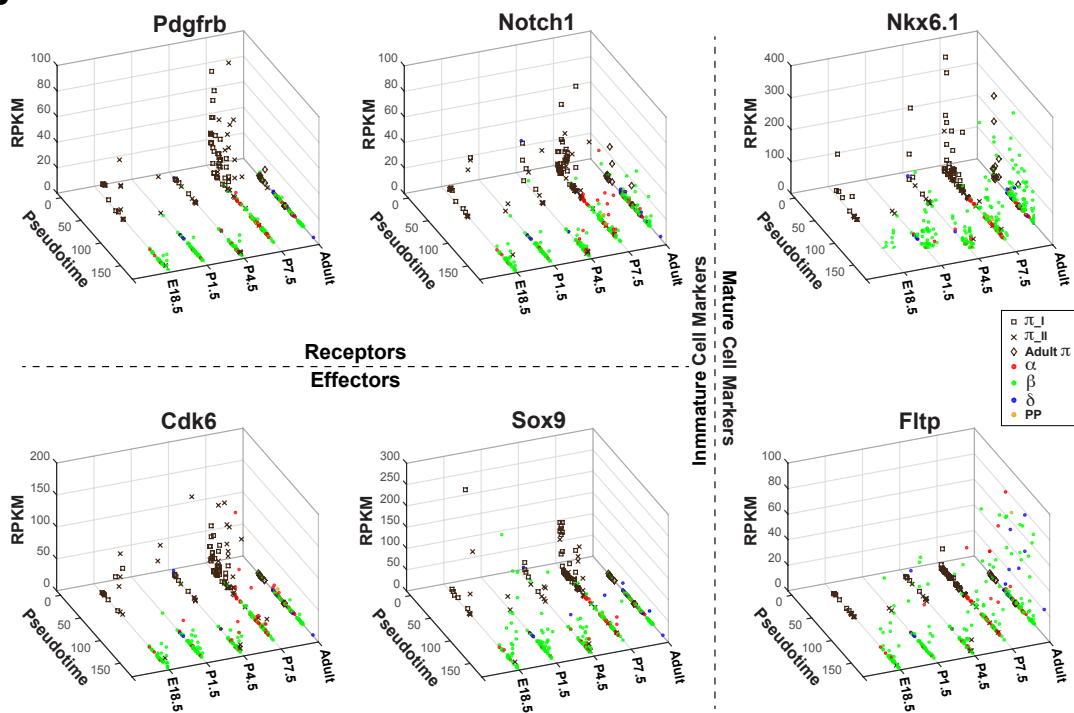 Pdgfrb
Notch1
Nkx6.1
RPKM
100
80
60
40
20
0
0
50
100
150
Pseudotime
E18.5
P1.5
P4.5
P7.5
Adult
RPKM
100
80
60
40
20
0
0
50
100
150
Pseudotime
E18.5
P1.5
P4.5
P7.5
Adult
RPKM
400
300
200
100
0
0
50
100
150
Pseudotime
E18.5
P1.5
P4.5
P7.5
Adult
Receptors
Effectors
Inmmature Cell Markers
Mature Cell Markers
π_I
π_II
Adult π
α
β
δ
PP
Cdk6
Sox9
Fltp
RPKM
200
150
100
50
0
0
50
100
150
Pseudotime
E18.5
P1.5
P4.5
P7.5
Adult
RPKM
300
250
200
150
100
50
0
0
50
100
150
Pseudotime
E18.5
P1.5
P4.5
P7.5
Adult
RPKM
100
80
60
40
20
0
0
50
100
150
Pseudotime
E18.5
P1.5
P4.5
P7.5
Adult